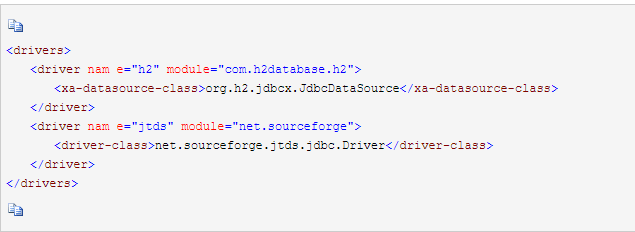 <drivers>
<driver nam e="h2" module="com.h2database.h2">
<xa-datasource-class>org.h2.jdbcx.JdbcDataSource</xa-datasource-class>
</driver>
<driver nam e="jtds" module="net.sourceforge">
<driver-class>net.sourceforge.jtds.jdbc.Driver</driver-class>
</driver>
</drivers>